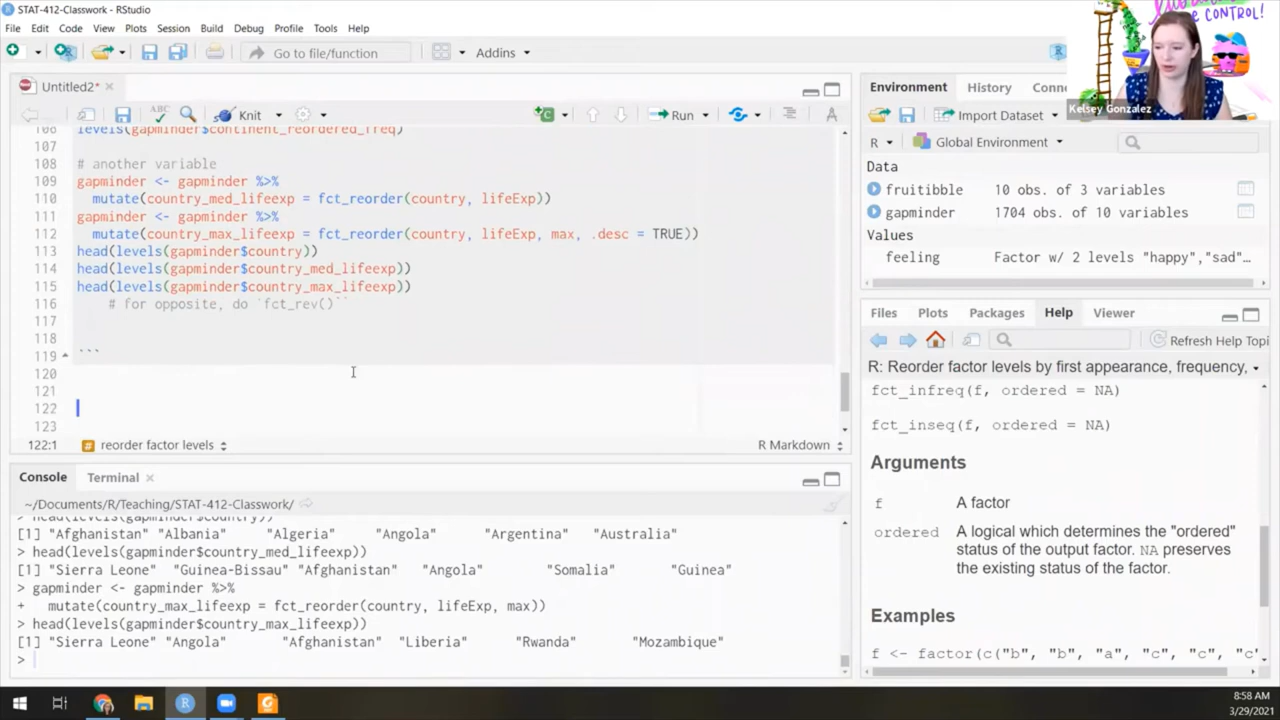 STAT-412-Classwork - RStudio
File Edit Code View Plots Session Build Debug Profile Tools Help
Go to file/function Addins
CONTROL!
Kelsey Gonzalez
Untitled2*
ABC Knit Run
levels(gapminder$continent_reordered_freq)
107
108 # another variable
109 gapminder <- gapminder %>%
110 mutate(country_med_lifeexp = fct_reorder(country, lifeExp))
111 gapminder <- gapminder %>%
112 mutate(country_max_lifeexp = fct_reorder(country, lifeExp, max, .desc = TRUE))
113 head(levels(gapminder$country))
114 head(levels(gapminder$country_med_lifeexp))
115 head(levels(gapminder$country_max_lifeexp))
116 # for opposite, do `fct_rev()``
117
118
119 ```
120
121
122
123
122:1 # reorder factor levels R Markdown
Console Terminal
~/Documents/R/Teaching/STAT-412-Classwork/
> head(levels(gapminder$country))
[1] "Afghanistan" "Albania" "Algeria" "Angola" "Argentina" "Australia"
> head(levels(gapminder$country_med_lifeexp))
[1] "Sierra Leone" "Guinea-Bissau" "Afghanistan" "Angola" "Somalia" "Guinea"
> gapminder <- gapminder %>%
+ mutate(country_max_lifeexp = fct_reorder(country, lifeExp, max))
> head(levels(gapminder$country_max_lifeexp))
[1] "Sierra Leone" "Angola" "Afghanistan" "Liberia" "Rwanda" "Mozambique"
>
Environment History Conn
Import Dataset
R Global Environment
Data
fruitibble 10 obs. of 3 variables
gapminder 1704 obs. of 10 variables
Values
feeling Factor w/ 2 levels "happy","sad"…
Files Plots Packages Help Viewer
Refresh Help Topi
R: Reorder factor levels by first appearance, frequency,
fct_infreq(f, ordered = NA)
fct_inseq(f, ordered = NA)
Arguments
f A factor
ordered A logical which determines the "ordered"
status of the output factor. NA preserves
the existing status of the factor.
Examples
f <- factor(c("b", "b", "a", "c", "c", "c"
8:58 AM
3/29/2021